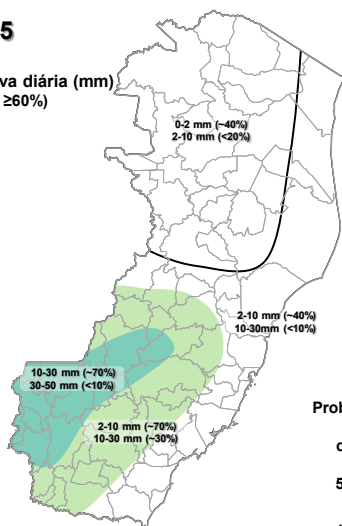 5
va diária (mm)
≥60%)
0-2 mm (~40%)
2-10 mm (<20%)
2-10 mm (~40%)
10-30mm (<10%)
10-30 mm (~70%)
30-50 mm (<10%)
2-10 mm (~70%)
10-30 mm (~30%)
Prob
5